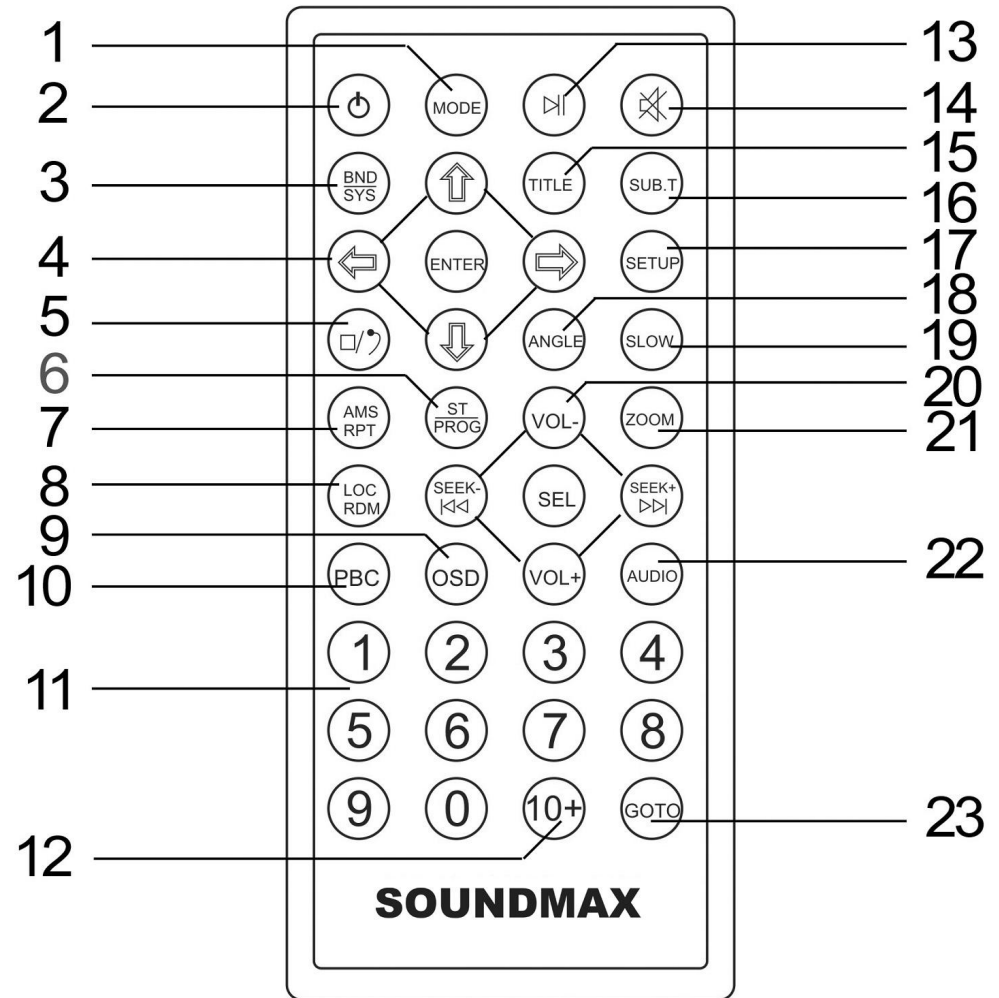 1
13
2
MODE
14
3
BND
SYS
TITLE
SUB.T
15
16
4
ENTER
SETUP
17
5
ANGLE
SLOW
18
19
6
AMS
RPT
ST
PROG
VOL-
ZOOM
20
7
21
8
LOC
RDM
SEEK-
SEL
SEEK+
9
10
PBC
OSD
VOL+
AUDIO
22
1 2 3 4
11
5 6 7 8
9 0 10+ GOTO
23
12
SOUNDMAX